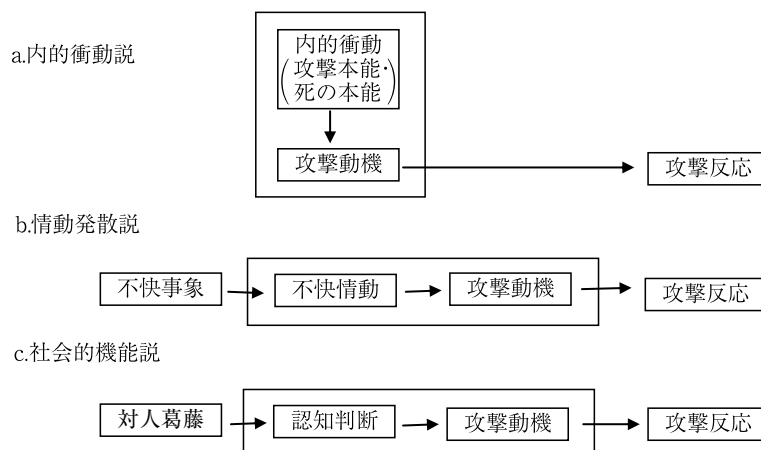 a.内的衝動説
内的衝動
(攻撃本能・
死の本能)
攻撃動機
攻撃反応
b.情動発散説
不快事象
不快情動
攻撃動機
攻撃反応
c.社会的機能説
対人葛藤
認知判断
攻撃動機
攻撃反応